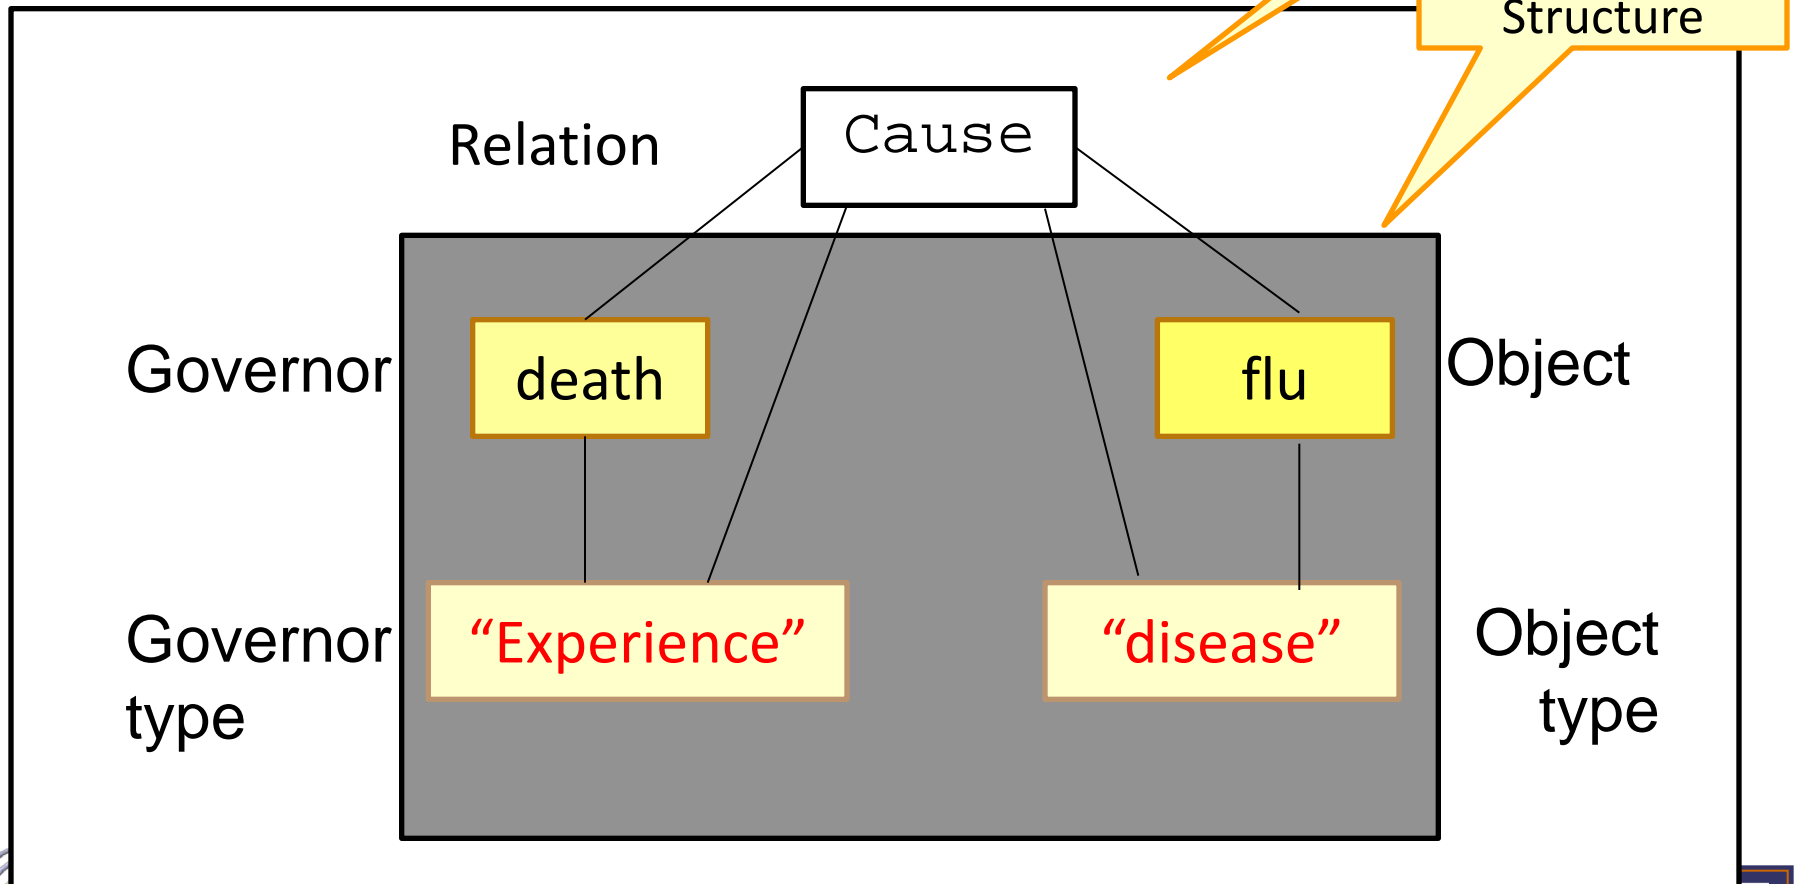 Structure
Relation
Cause
Governor
death
flu
Object
Governor
type
“Experience”
“disease”
Object
type